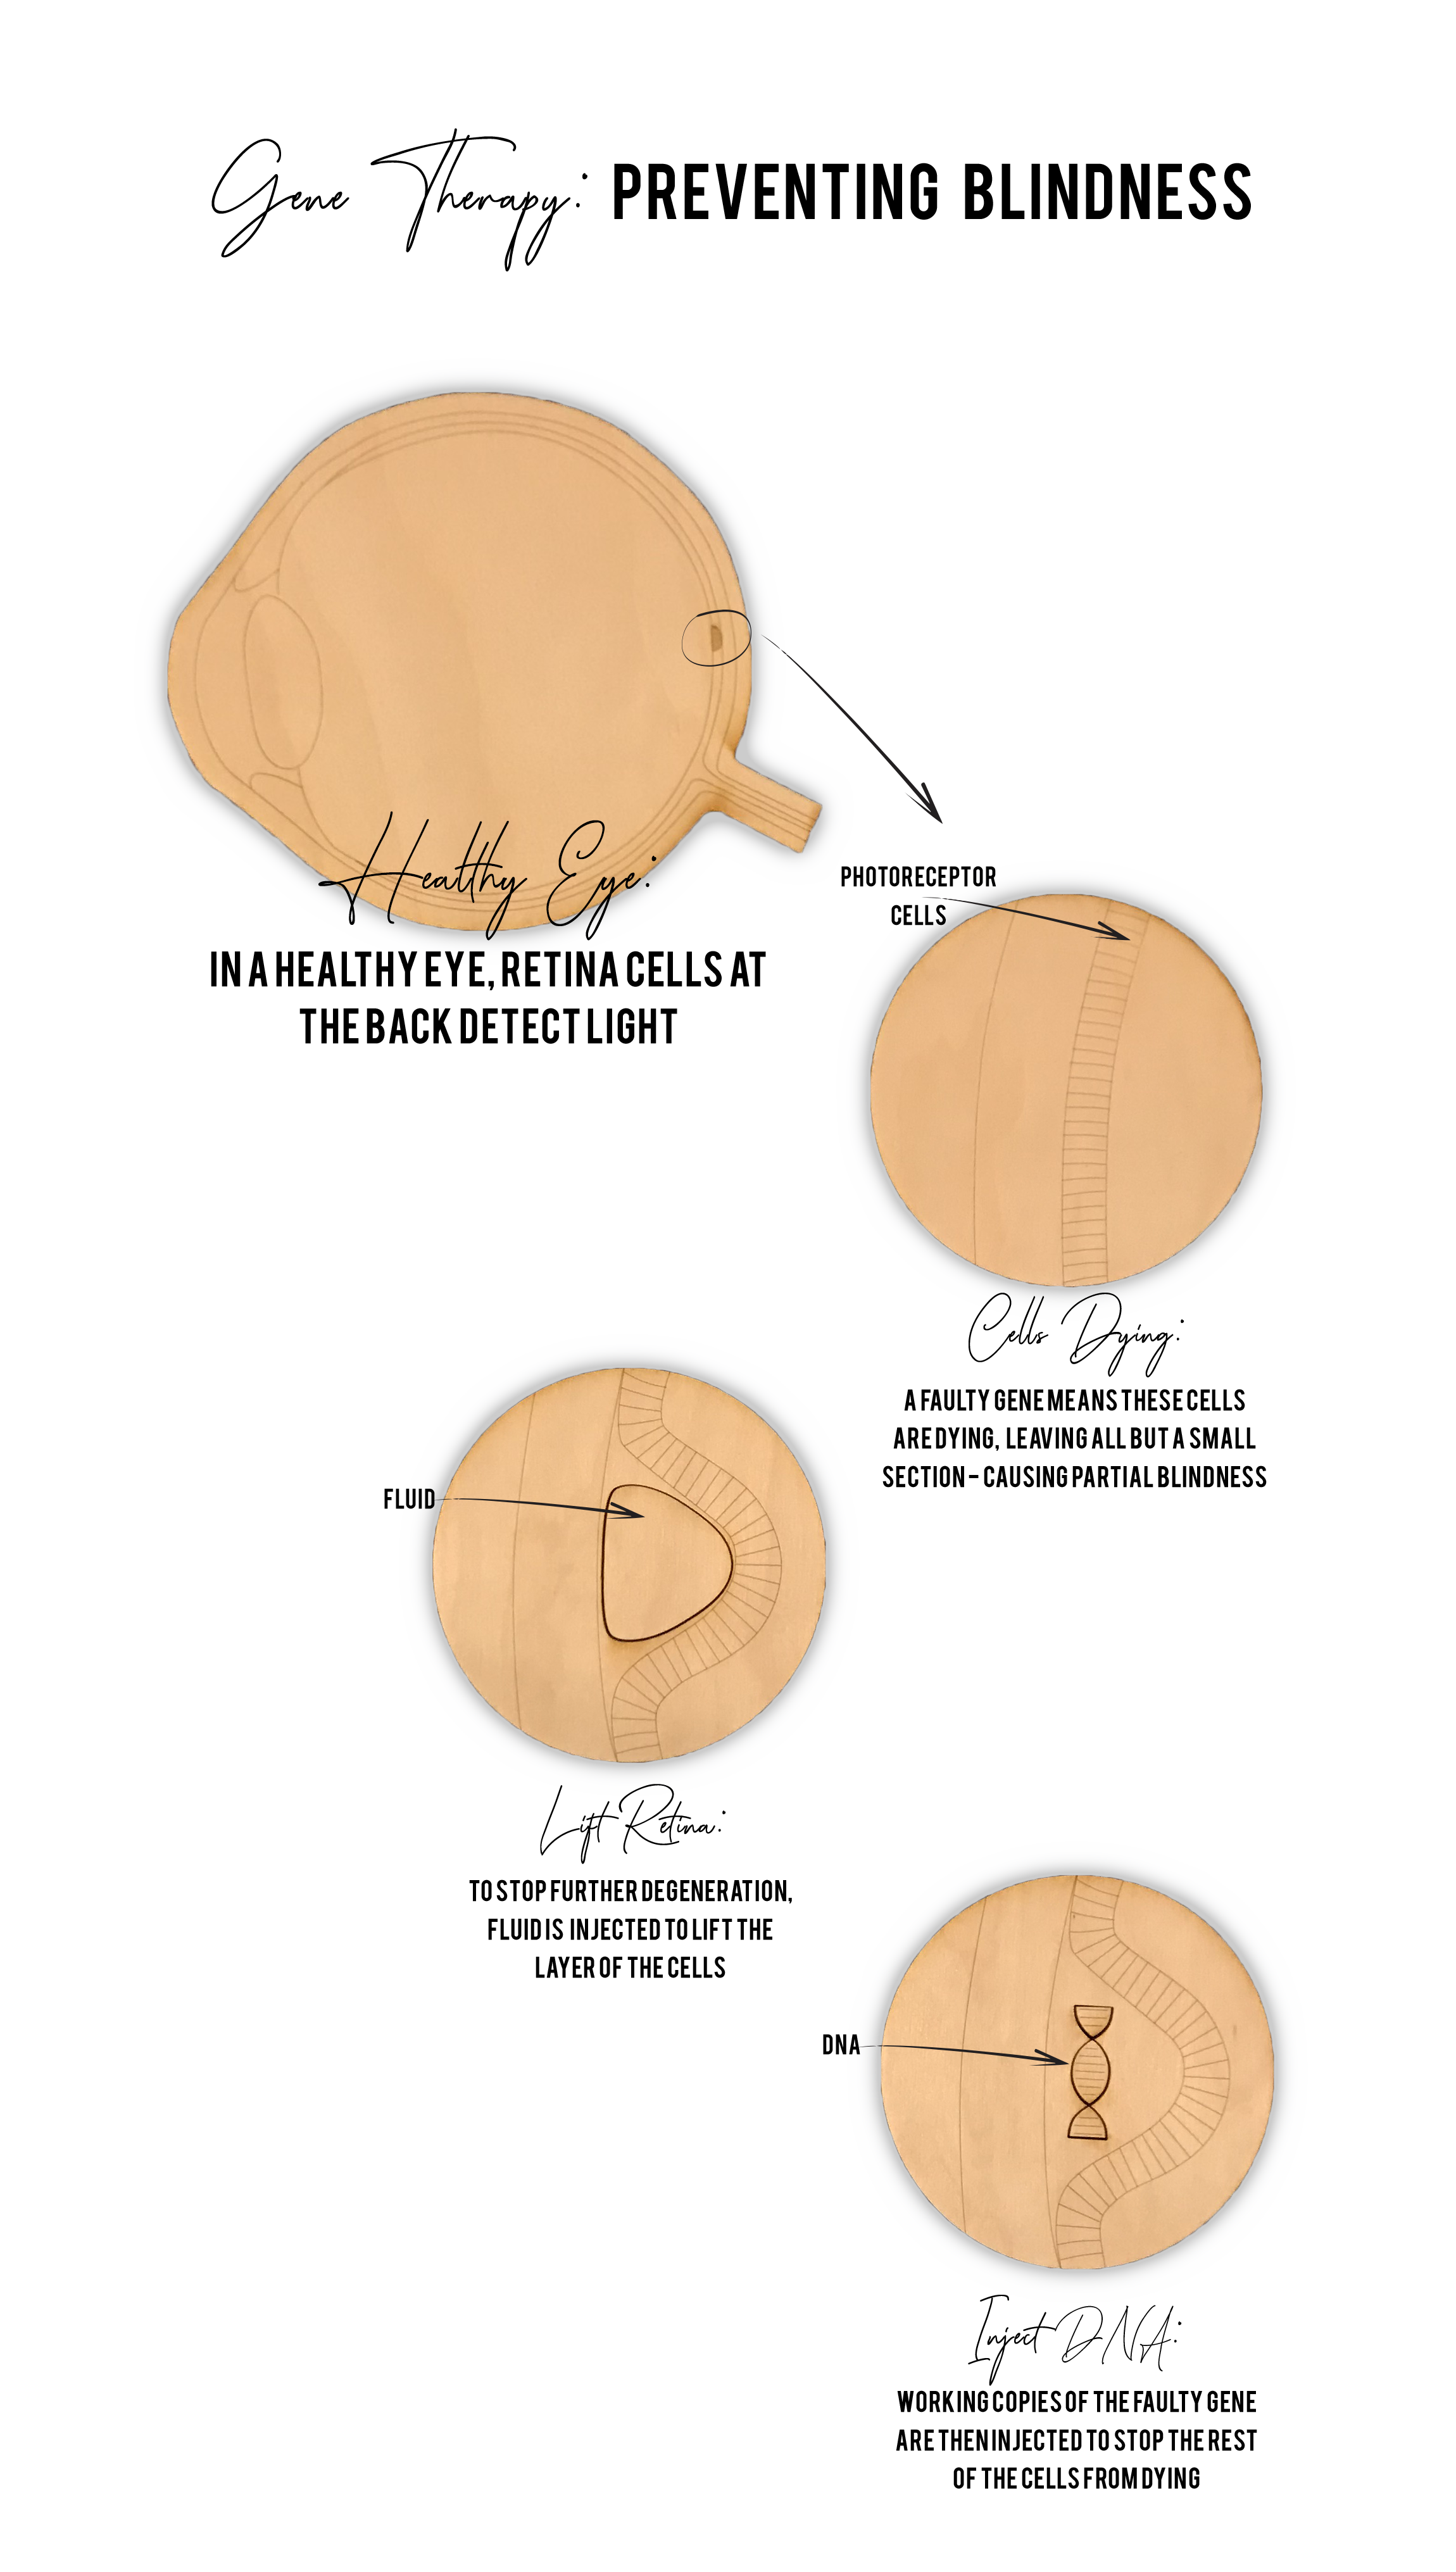 Gene Therapy: PREVENTING BLINDNESS
Healthy Eye:
IN A HEALTHY EYE, RETINA CELLS AT
THE BACK DETECT LIGHT
PHOTORECEPTOR
CELLS
Cells Dying:
A FAULTY GENE MEANS THESE CELLS
ARE DYING, LEAVING ALL BUT A SMALL
SECTION - CAUSING PARTIAL BLINDNESS
FLUID
Lift Retina:
TO STOP FURTHER DEGENERATION,
FLUID IS INJECTED TO LIFT THE
LAYER OF THE CELLS
DNA
Inject DNA:
WORKING COPIES OF THE FAULTY GENE
ARE THEN INJECTED TO STOP THE REST
OF THE CELLS FROM DYING